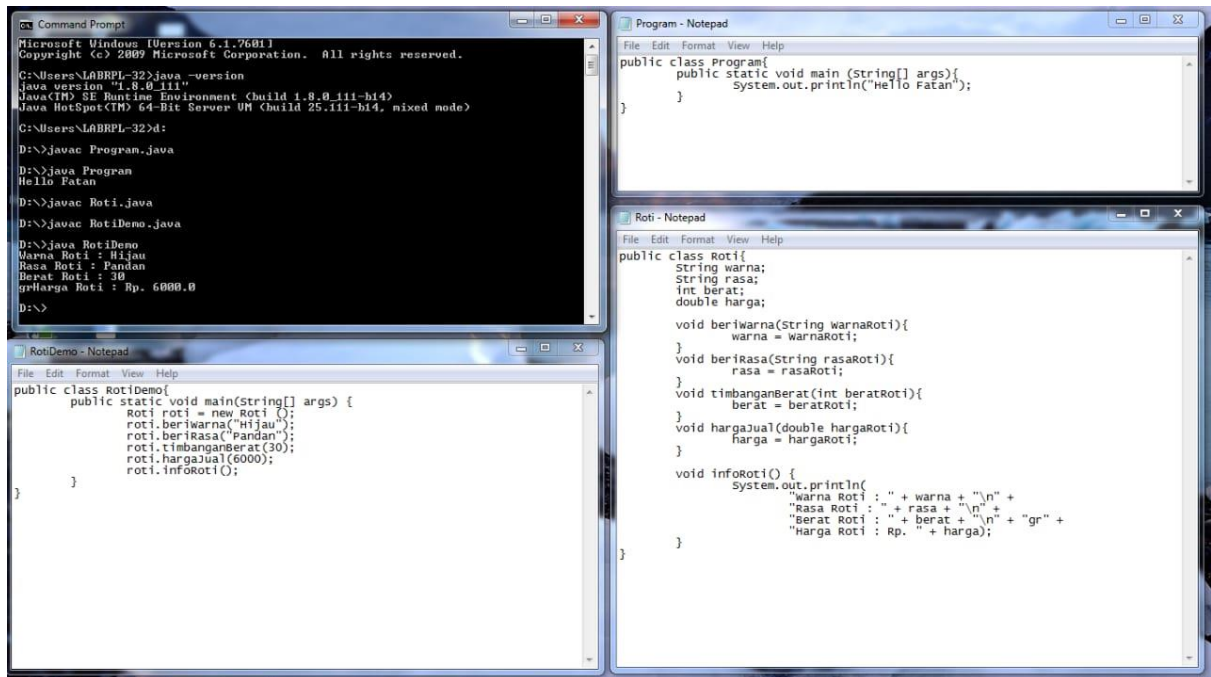 Command Prompt
Microsoft Windows [Version 6.1.7601]
Copyright (c) 2009 Microsoft Corporation.  All rights reserved.
C:\Users\LABRPL-32>java -version
java version "1.8.0_111"
Java(TM) SE Runtime Environment (build 1.8.0_111-b14)
Java HotSpot(TM) 64-Bit Server VM (build 25.111-b14, mixed mode)
C:\Users\LABRPL-32>d:
D:\>javac Program.java
D:\>java Program
Hello Fatan
D:\>javac Roti.java
D:\>javac RotiDemo.java
D:\>java RotiDemo
Warna Roti : Hijau
Rasa Roti : Pandan
Berat Roti : 30
grHarga Roti : Rp. 6000.0
D:\>
Program - Notepad
File Edit Format View Help
public class Program{
        public static void main (String[] args){
                System.out.println("Hello Fatan");
        }
}
RotiDemo - Notepad
File Edit Format View Help
public class RotiDemo{
        public static void main(String[] args) {
                Roti roti = new Roti ();
                roti.beriWarna("Hijau");
                roti.beriRasa("Pandan");
                roti.timbanganBerat(30);
                roti.hargaJual(6000);
                roti.infoRoti();
        }
}
Roti - Notepad
File Edit Format View Help
public class Roti{
        String warna;
        String rasa;
        int berat;
        double harga;
        void beriWarna(String WarnaRoti){
                warna = WarnaRoti;
        }
        void beriRasa(String rasaRoti){
                rasa = rasaRoti;
        }
        void timbanganBerat(int beratRoti){
                berat = beratRoti;
        }
        void hargaJual(double hargaRoti){
                harga = hargaRoti;
        }
        void infoRoti() {
                System.out.println(
                        "Warna Roti : " + warna + "\n" +
                        "Rasa Roti : " + rasa + "\n" +
                        "Berat Roti : " + berat + "\n" + "gr" +
                        "Harga Roti : Rp. " + harga);
        }
}